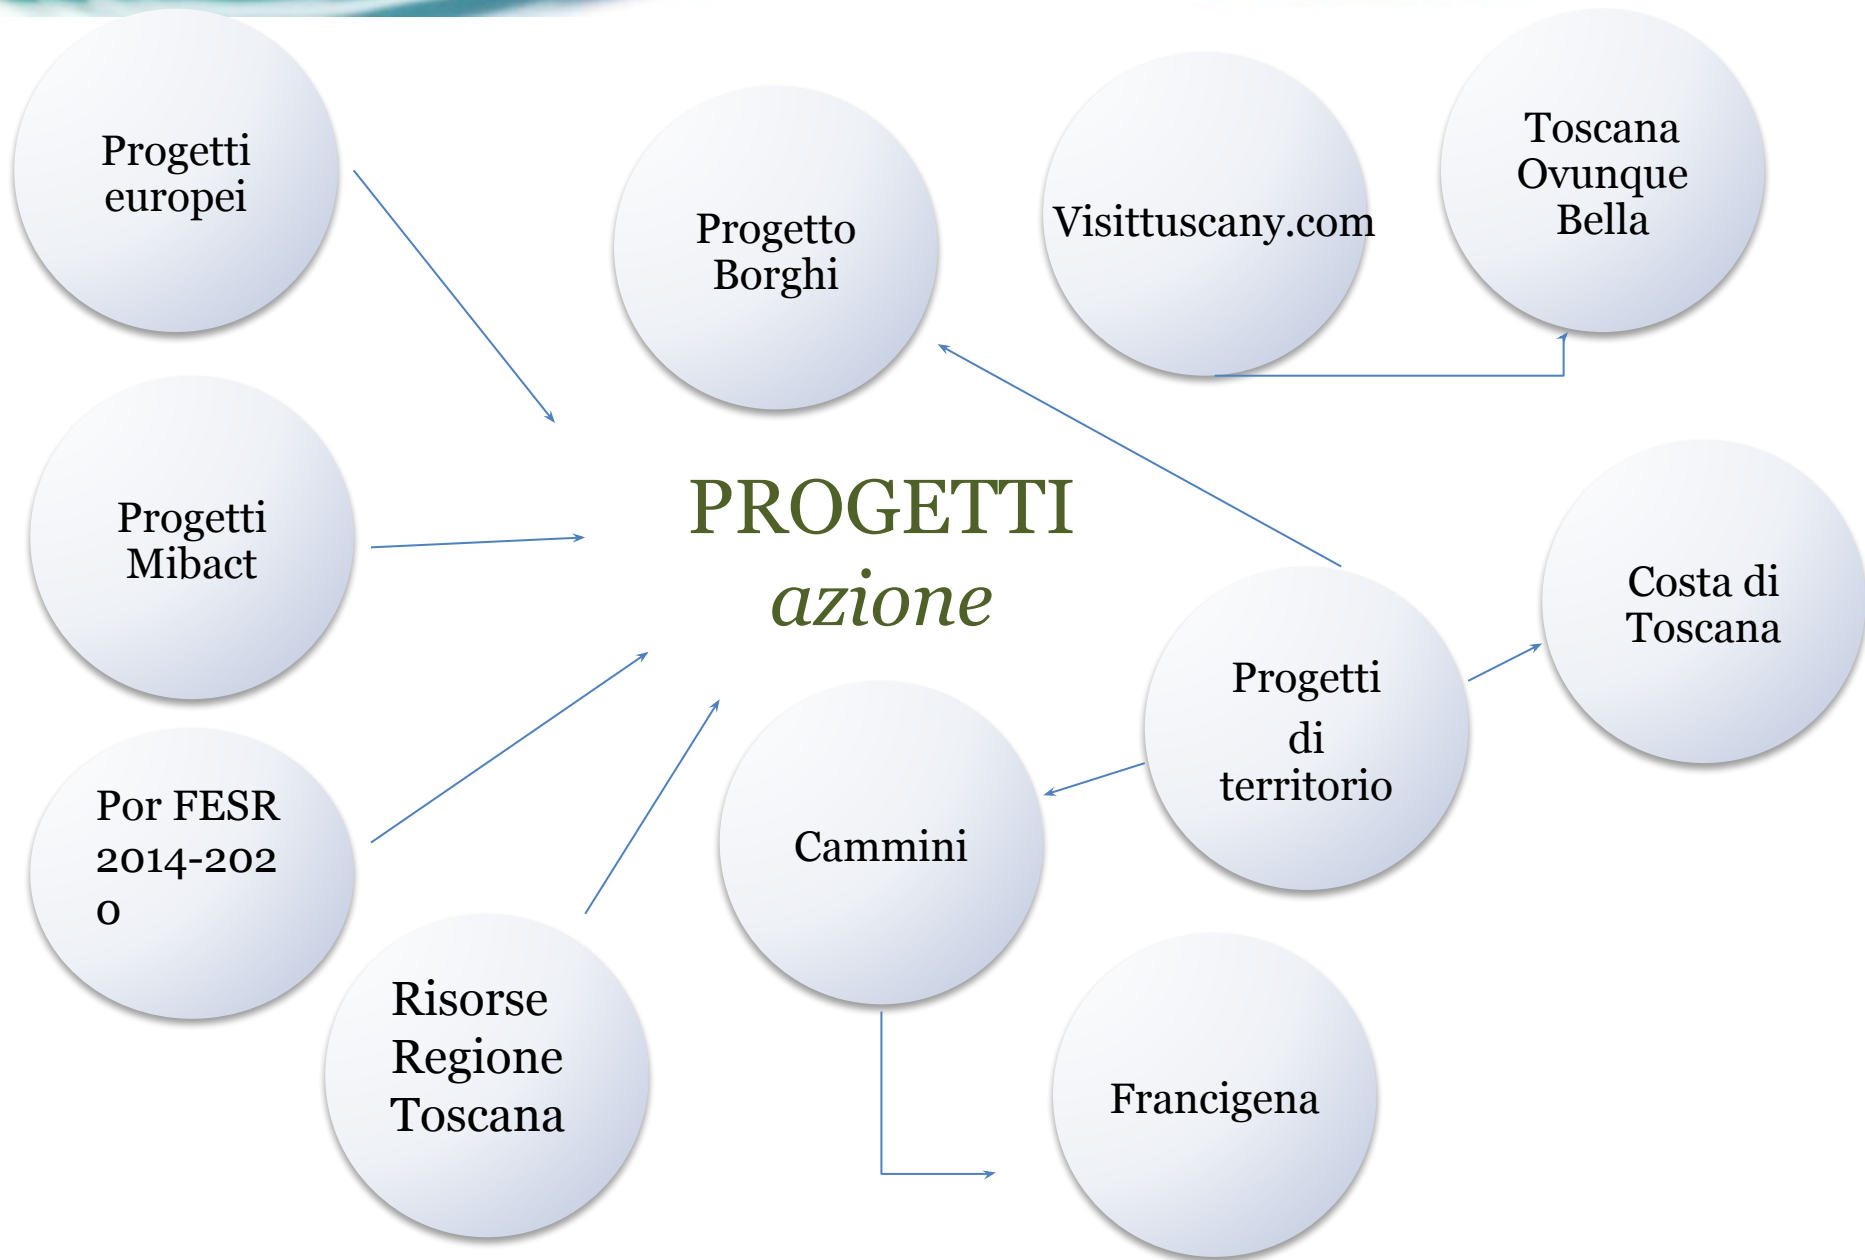 Progetti
europei
Progetto
Borghi
Visittuscany.com
Toscana
Ovunque
Bella
Progetti
Mibact
PROGETTI
azione
Costa di
Toscana
Progetti
di
territorio
Por FESR
2014-202
0
Cammini
Risorse
Regione
Toscana
Francigena